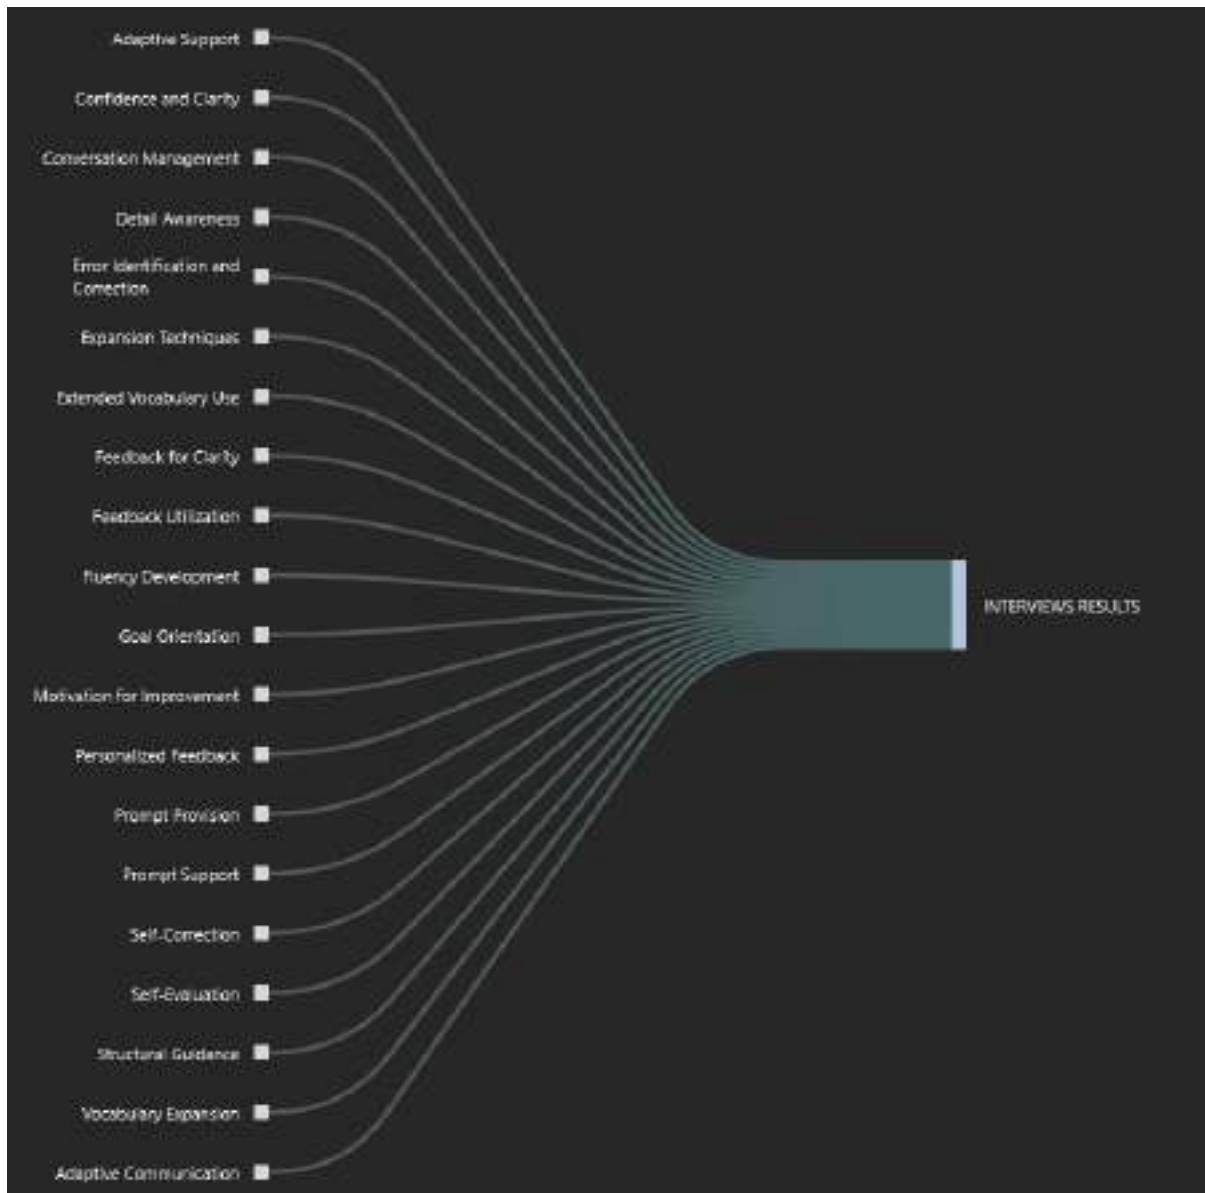 Adaptive Support
Confidence and Clarity
Conversation Management
Detail Awareness
Error Identification and
Correction
Expansion Techniques
Extended Vocabulary Use
Feedback for Clarity
Feedback Utilization
Fluency Development
Goal Orientation
Motivation for Improvement
Personalized Feedback
Prompt Provision
Prompt Support
Self-Correction
Self-Evaluation
Structural Guidance
Vocabulary Expansion
Adaptive Communication
INTERVIEWS RESULTS